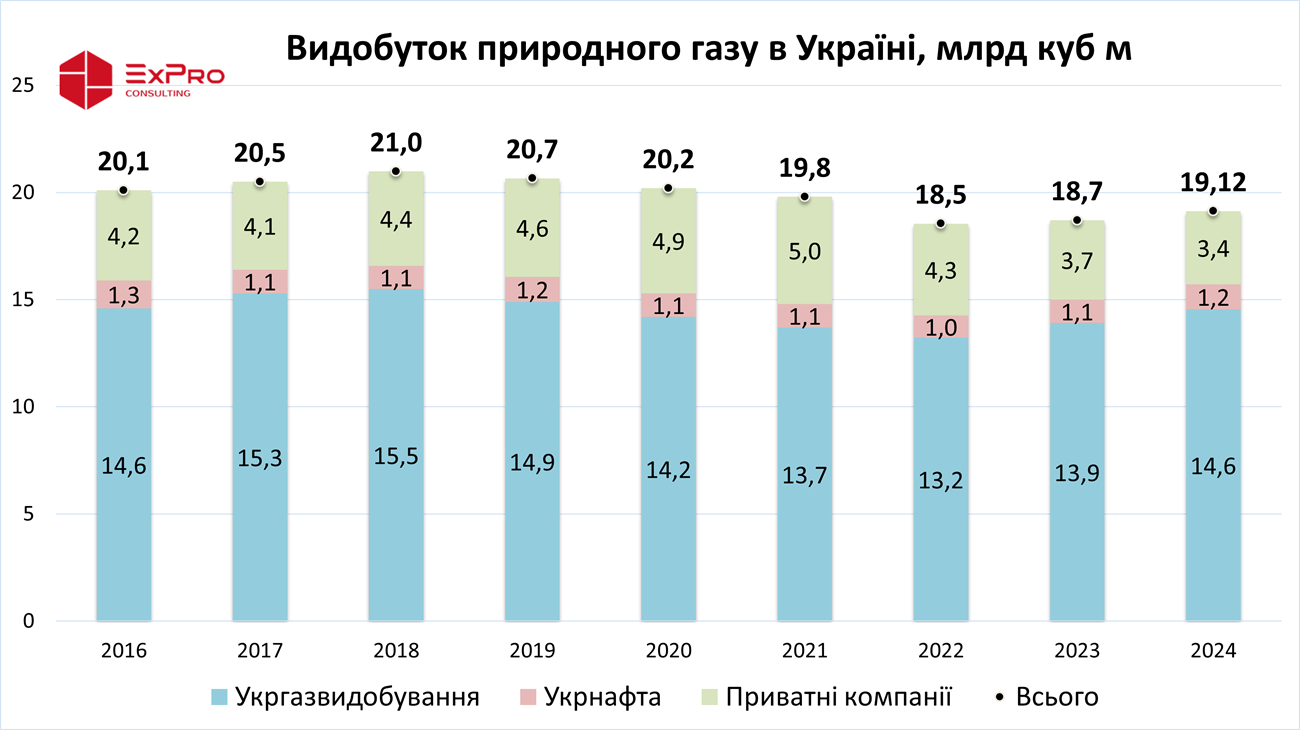 Видобуток природного газу в Україні, млрд куб м
ExPro
CONSULTING
25
20
15
10
5
0
20,1 20,5 21,0 20,7 20,2 19,8 18,5 18,7 19,12
4,2 4,1 4,4 4,6 4,9 5,0 4,3 3,7 3,4
1,3 1,1 1,1 1,2 1,1 1,1 1,0 1,1 1,2
14,6 15,3 15,5 14,9 14,2 13,7 13,2 13,9 14,6
2016 2017 2018 2019 2020 2021 2022 2023 2024
Укргазвидобування Укрнафта Приватні компанії Всього